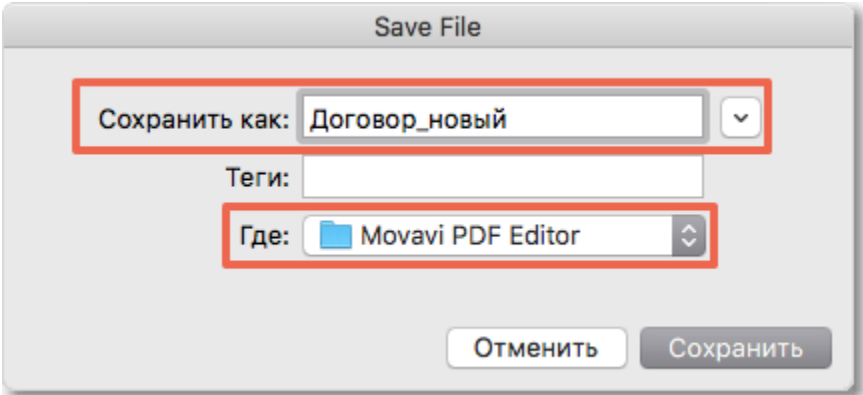 Save File
Сохранить как: Договор_новый
Теги:
Где: Movavi PDF Editor
Отменить Сохранить